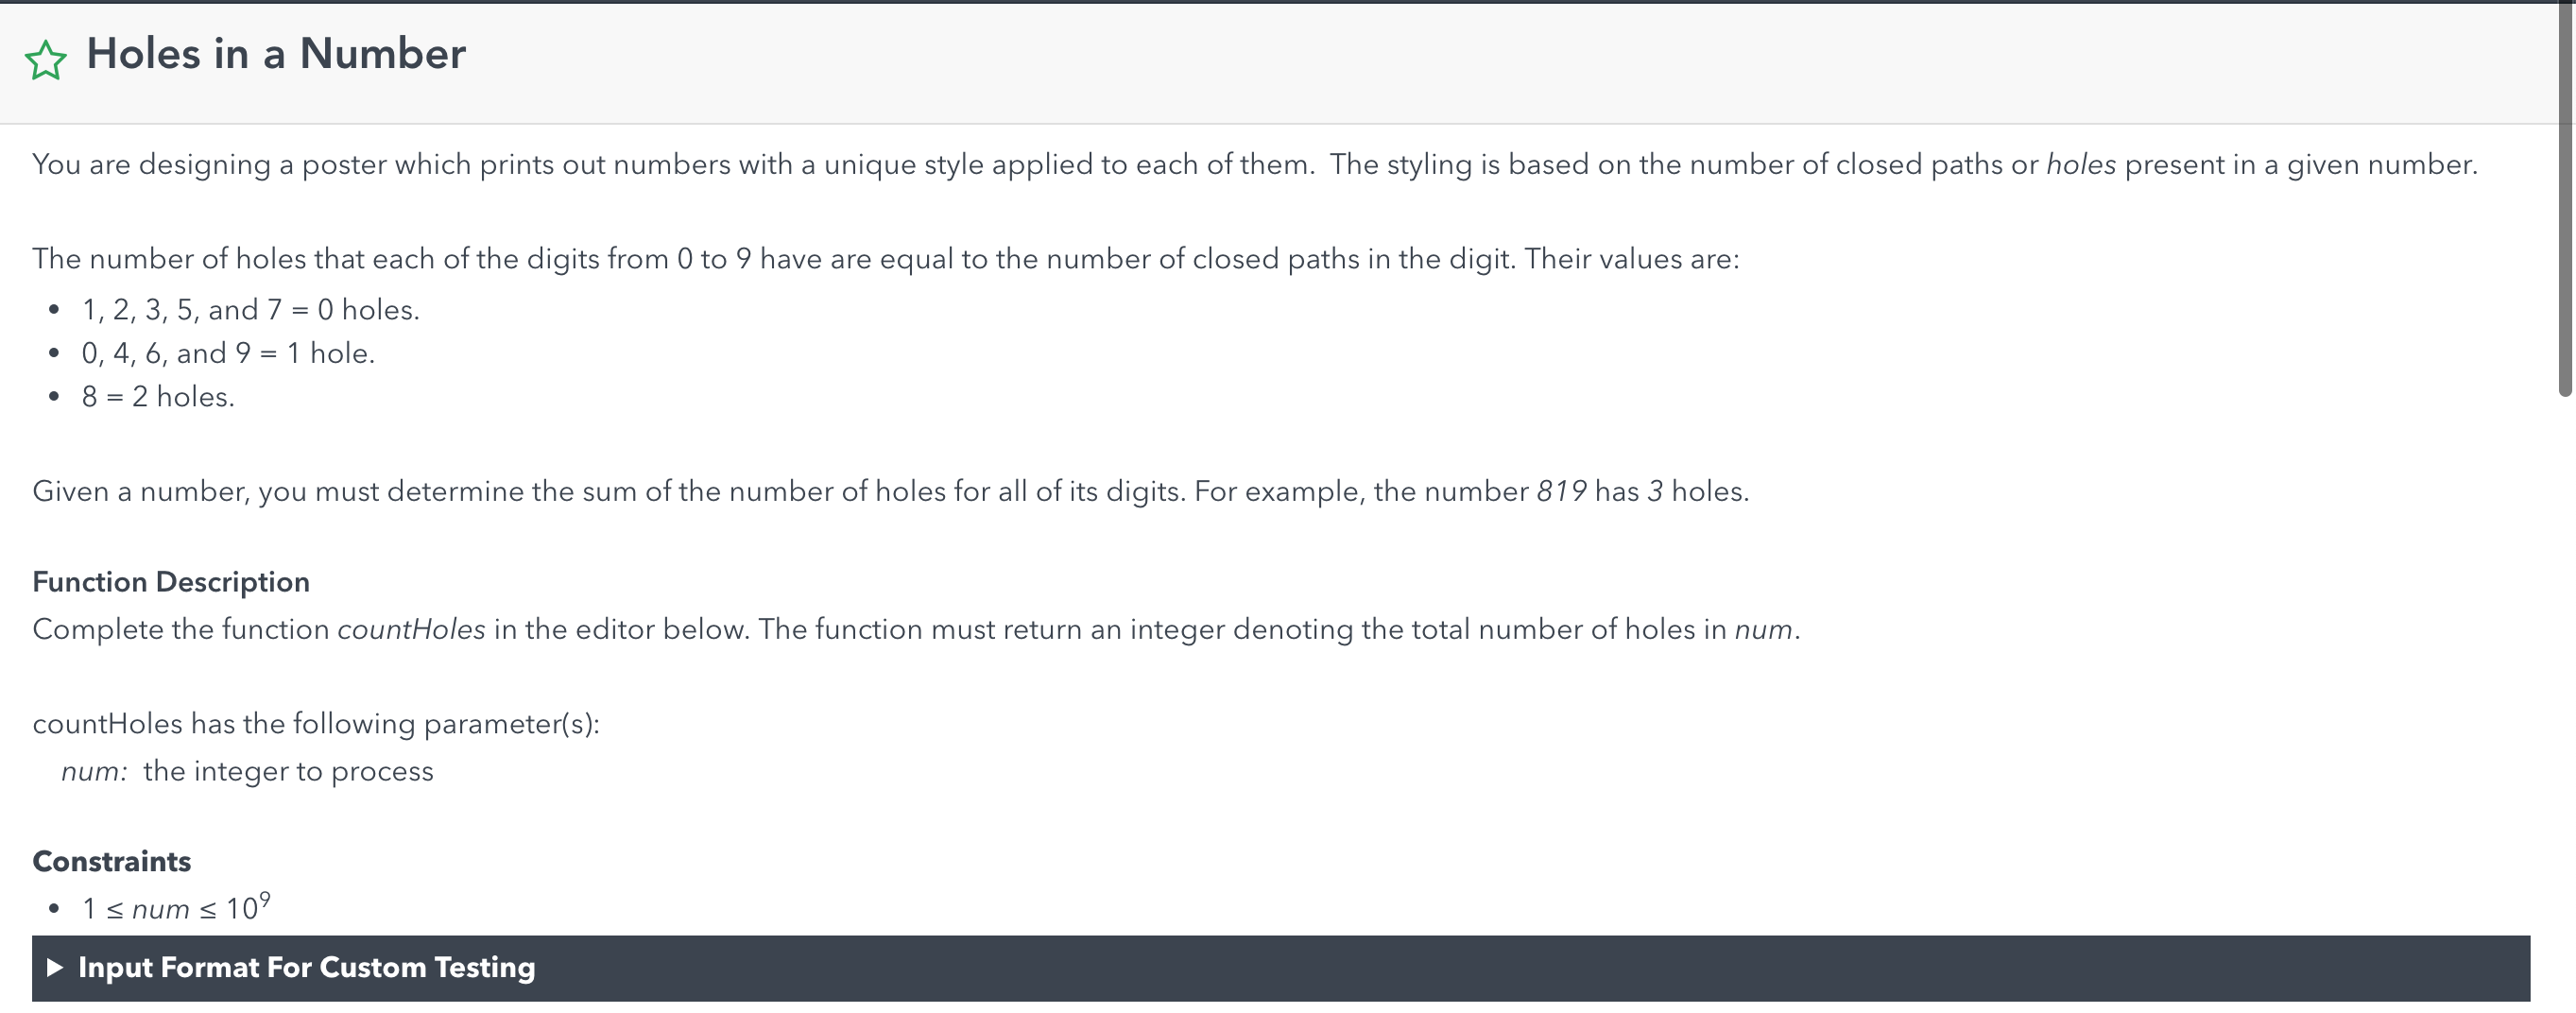 Holes in a Number
You are designing a poster which prints out numbers with a unique style applied to each of them.  The styling is based on the number of closed paths or holes present in a given number.
The number of holes that each of the digits from 0 to 9 have are equal to the number of closed paths in the digit. Their values are:
• 1, 2, 3, 5, and 7 = 0 holes.
• 0, 4, 6, and 9 = 1 hole.
• 8 = 2 holes.
Given a number, you must determine the sum of the number of holes for all of its digits. For example, the number 819 has 3 holes.
Function Description
Complete the function countHoles in the editor below. The function must return an integer denoting the total number of holes in num.
countHoles has the following parameter(s):
num:  the integer to process
Constraints
• 1 ≤ num ≤ 10⁹
Input Format For Custom Testing